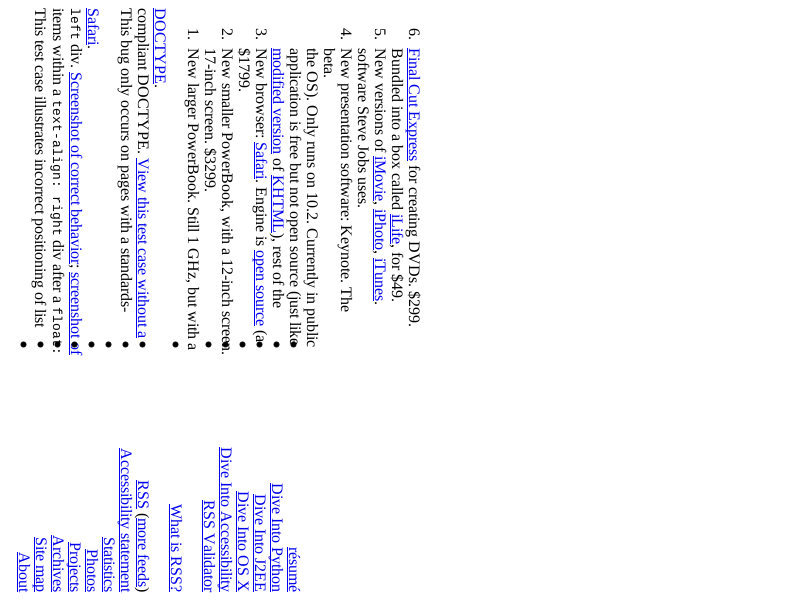 This test case illustrates incorrect positioning of list
items within a text-align: right div after a float:
left div. Screenshot of correct behavior; screenshot of
Safari.
This bug only occurs on pages with a standards-
compliant DOCTYPE. View this test case without a
DOCTYPE.
1. New larger PowerBook. Still 1 GHz, but with a
17-inch screen. $3299.
2. New smaller PowerBook, with a 12-inch screen.
$1799.
3. New browser: Safari. Engine is open source (a
modified version of KHTML), rest of the
application is free but not open source (just like
the OS). Only runs on 10.2. Currently in public
beta.
4. New presentation software: Keynote. The
software Steve Jobs uses.
5. New versions of iMovie, iPhoto, iTunes.
Bundled into a box called iLife, for $49.
6. Final Cut Express for creating DVDs. $299.
About
Site map
Archives
Projects
Photos
Statistics
Accessibility statement
RSS (more feeds)
What is RSS?
RSS Validator
Dive Into Accessibility
Dive Into OS X
Dive Into J2EE
Dive Into Python
résumé